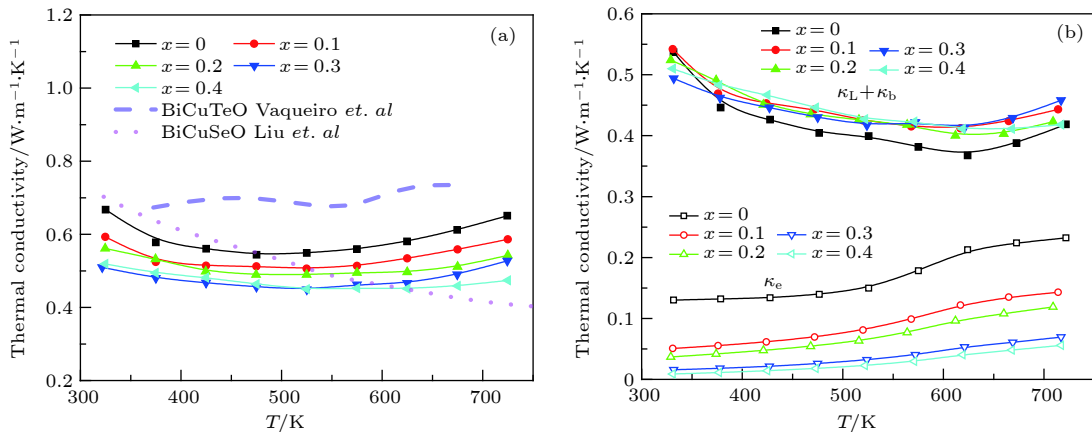 (a)
x = 0
x = 0.1
x = 0.2
x = 0.3
x = 0.4
BiCuTeO Vaqueiro et. al
BiCuSeO Liu et. al
Thermal conductivity/W·m⁻¹·K⁻¹
1.2
1.0
0.8
0.6
0.4
0.2
300
400
500
600
700
T/K
(b)
x = 0
x = 0.1
x = 0.3
x = 0.2
x = 0.4
κL+κb
x = 0
x = 0.1
x = 0.3
x = 0.2
x = 0.4
κe
Thermal conductivity/W·m⁻¹·K⁻¹
0.6
0.5
0.4
0.3
0.2
0.1
0
300
400
500
600
700
T/K